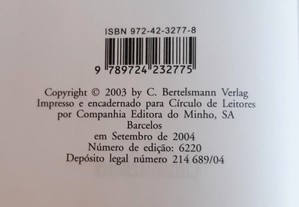 ISBN 972-42-3277-8
9 789724 232775
Copyright © 2003 by C. Bertelsmann Verlag
Impresso e encadernado para Círculo de Leitores
por Companhia Editora do Minho, SA
Barcelos
em Setembro de 2004
Número de edição: 6220
Depósito legal número 214 689/04